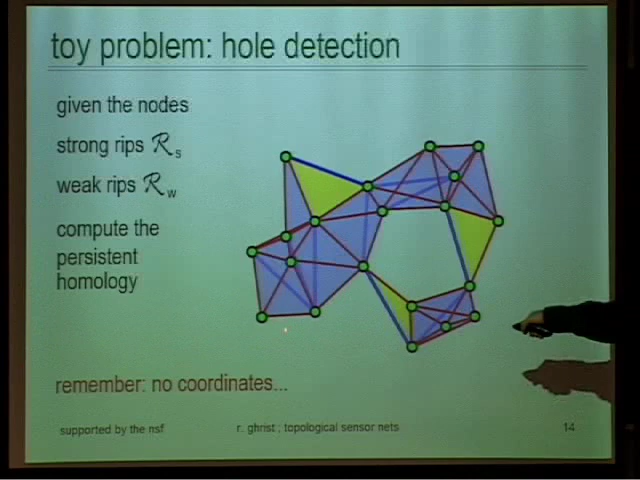 toy problem: hole detection
given the nodes
strong rips ℛs
weak rips ℛw
compute the
persistent
homology
remember: no coordinates...
supported by the nsf
r. ghrist ; topological sensor nets
14